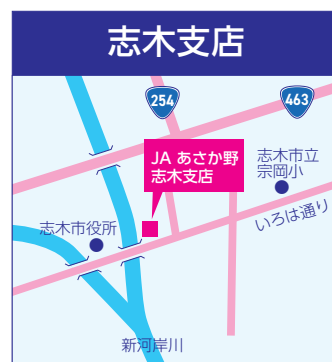 志木支店
254
463
JA あさか野
志木支店
志木市立
宗岡小
いろは通り
志木市役所
新河岸川